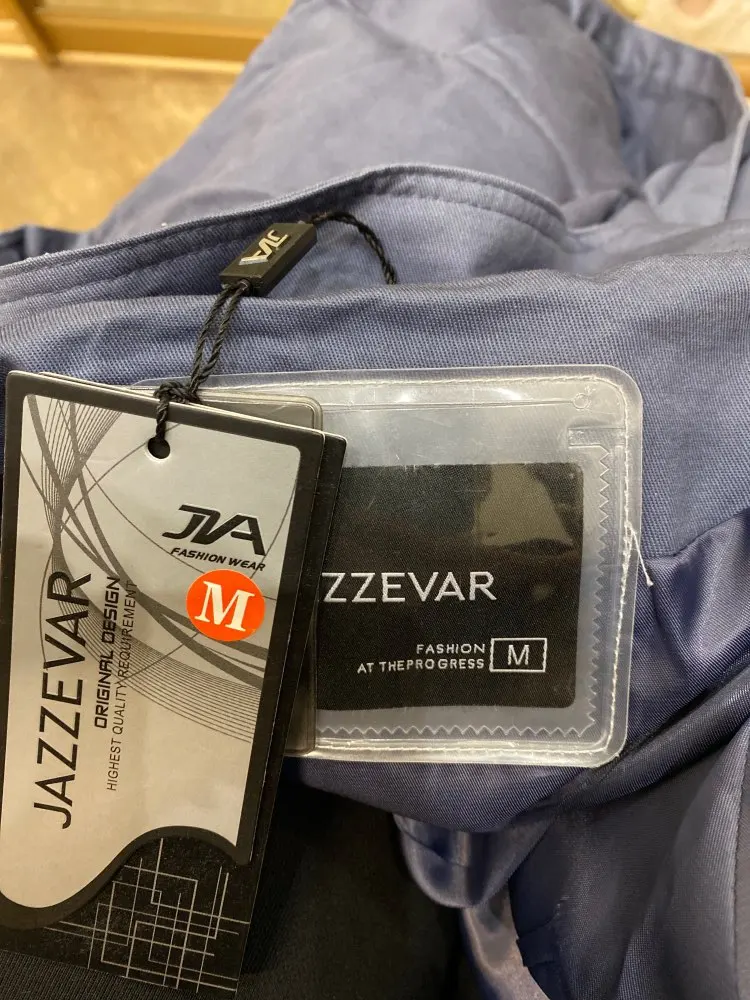 JVA
JVA
FASHION WEAR
M
JAZZEVAR
ORIGINAL DESIGN
HIGHEST QUALITY REQUIREMENT
ZZEVAR
FASHION
AT THEPROGRESS
M